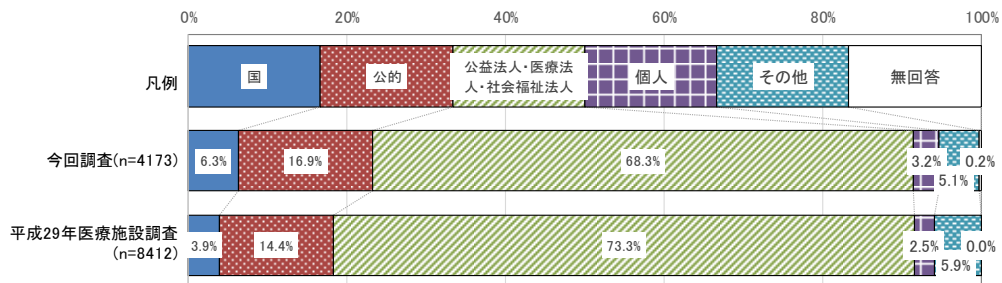 0% 20% 40% 60% 80% 100%
凡例
国
公的
公益法人・医療法
人・社会福祉法人
個人
その他
無回答
今回調査(n=4173)
6.3% 16.9% 68.3% 3.2% 5.1% 0.2%
平成29年医療施設調査
(n=8412)
3.9% 14.4% 73.3% 2.5% 5.9% 0.0%